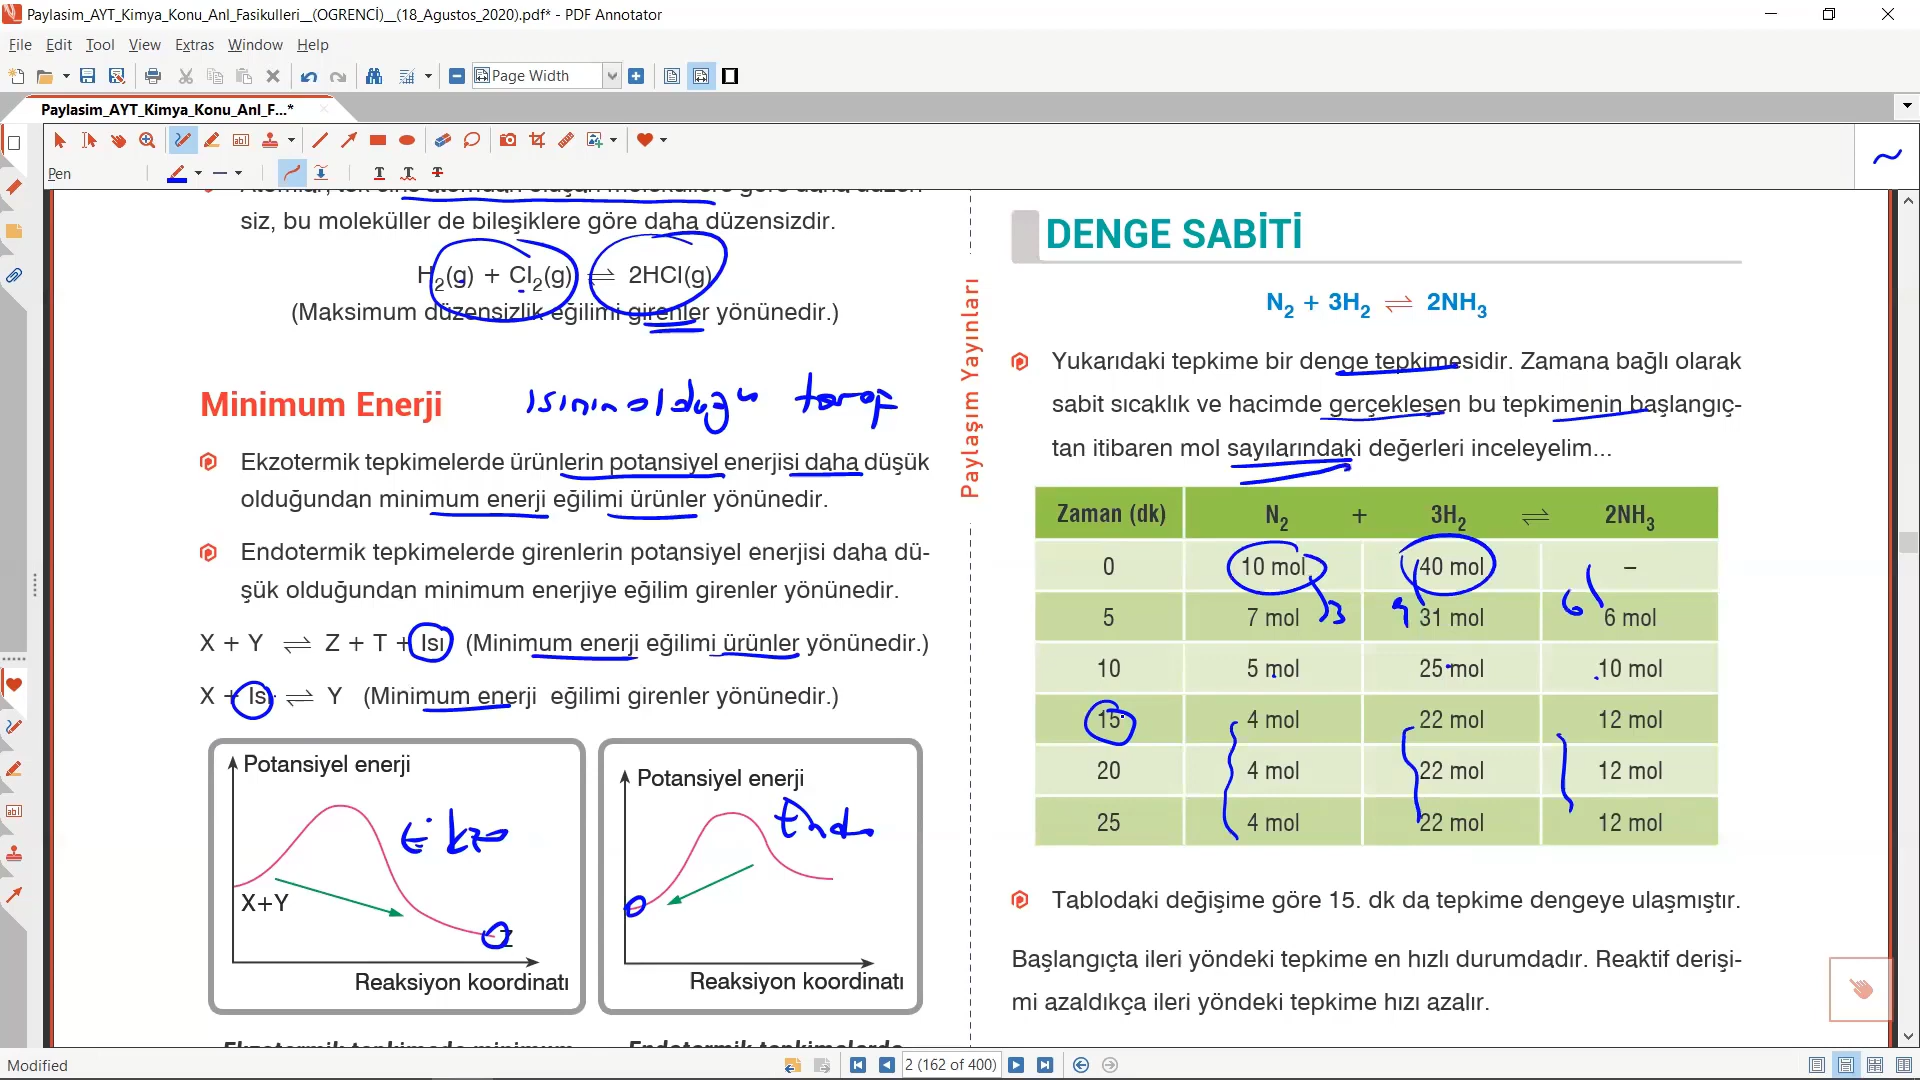 Paylasim_AYT_Kimya_Konu_Anl_Fasikulleri__(OGRENCİ)__(18_Agustos_2020).pdf* - PDF Annotator
File Edit Tool View Extras Window Help
Page Width
Paylasim_AYT_Kimya_Konu_Anl_F...*
Pen
siz, bu moleküller de bileşiklere göre daha düzensizdir.
H2(g) + Cl2(g) ⇌ 2HCl(g)
(Maksimum düzensizlik eğilimi girenler yönünedir.)
Minimum Enerji
ısının olduğu taraf
Ekzotermik tepkimelerde ürünlerin potansiyel enerjisi daha düşük
olduğundan minimum enerji eğilimi ürünler yönünedir.
Endotermik tepkimelerde girenlerin potansiyel enerjisi daha dü-
şük olduğundan minimum enerjiye eğilim girenler yönünedir.
X + Y ⇌ Z + T + Isı (Minimum enerji eğilimi ürünler yönünedir.)
X + Isı ⇌ Y (Minimum enerji eğilimi girenler yönünedir.)
Potansiyel enerji
Ekzo
X+Y
Z
Reaksiyon koordinatı
Potansiyel enerji
Endo
Reaksiyon koordinatı
Paylaşım Yayınları
DENGE SABİTİ
N2 + 3H2 ⇌ 2NH3
Yukarıdaki tepkime bir denge tepkimesidir. Zamana bağlı olarak
sabit sıcaklık ve hacimde gerçekleşen bu tepkimenin başlangıç-
tan itibaren mol sayılarındaki değerleri inceleyelim...
Zaman (dk) N2 + 3H2 ⇌ 2NH3
0 10 mol 40 mol –
3 9 6
5 7 mol 31 mol 6 mol
10 5 mol 25 mol 10 mol
15 4 mol 22 mol 12 mol
20 4 mol 22 mol 12 mol
25 4 mol 22 mol 12 mol
Tablodaki değişime göre 15. dk da tepkime dengeye ulaşmıştır.
Başlangıçta ileri yöndeki tepkime en hızlı durumdadır. Reaktif derişi-
mi azaldıkça ileri yöndeki tepkime hızı azalır.
Modified
2 (162 of 400)